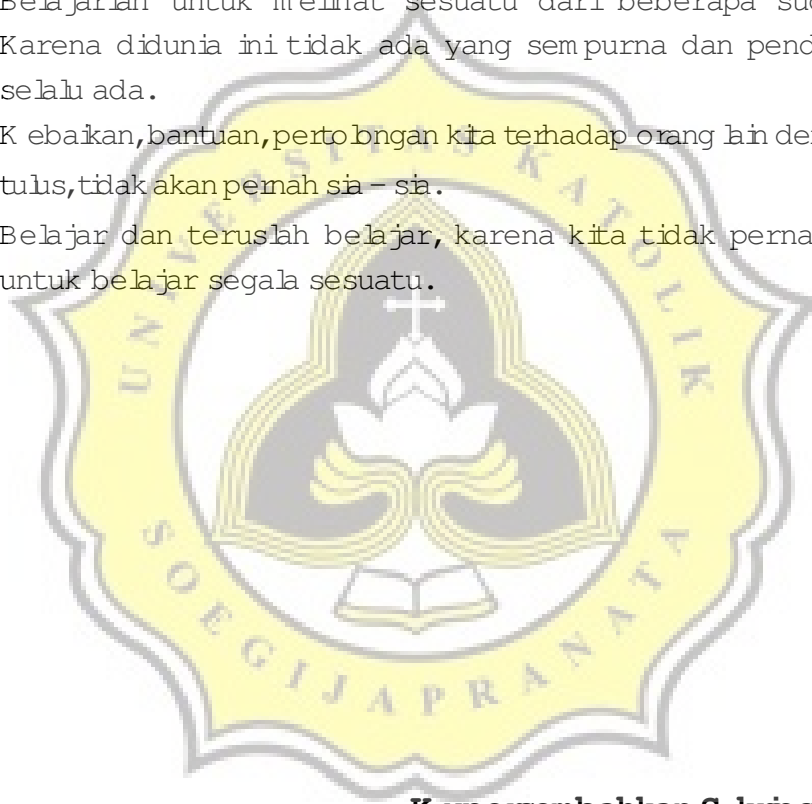 Belajarlah untuk melihat sesuatu dari beberapa
Karena didunia ini tidak ada yang sempurna dan
selalu ada.
Kebaikan, bantuan, pertolongan kita terhadap orang lain
tulus, tidak akan pernah sia – sia.
Belajar dan teruslah belajar, karena kita tidak
untuk belajar segala sesuatu.
UNIVERSITAS KATOLIK
SOEGIJAPRANATA